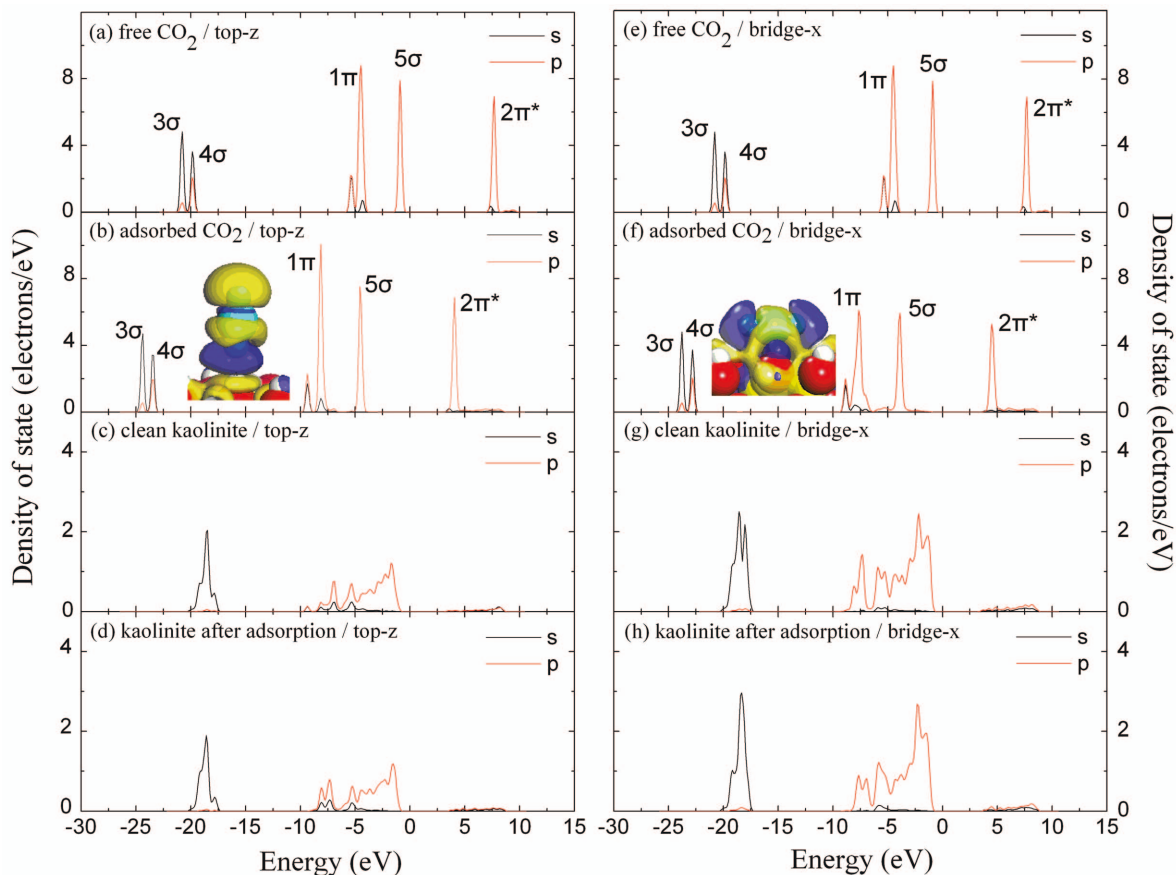 (a) free CO2 / top-z
s
p
3σ
4σ
1π
5σ
2π*
8
4
0
(b) adsorbed CO2 / top-z
s
p
3σ
4σ
1π
5σ
2π*
8
4
0
(c) clean kaolinite / top-z
s
p
4
2
0
(d) kaolinite after adsorption / top-z
s
p
4
2
0
-30 -25 -20 -15 -10 -5 0 5 10 15
Energy (eV)
Density of state (electrons/eV)
(e) free CO2 / bridge-x
s
p
3σ
4σ
1π
5σ
2π*
8
4
0
(f) adsorbed CO2 / bridge-x
s
p
3σ
4σ
1π
5σ
2π*
8
4
0
(g) clean kaolinite / bridge-x
s
p
4
2
0
(h) kaolinite after adsorption / bridge-x
s
p
4
2
0
-30 -25 -20 -15 -10 -5 0 5 10 15
Energy (eV)
Density of state (electrons/eV)